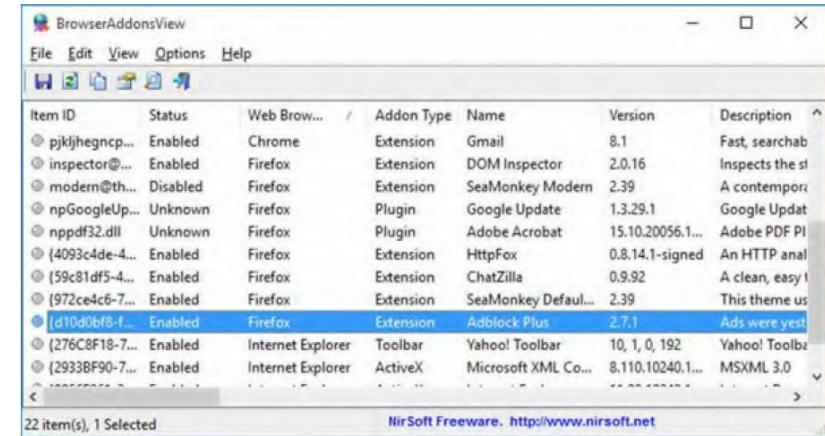 BrowserAddonsView
File Edit View Options Help
Item ID Status Web Brow... / Addon Type Name Version Description
pjkljhegncp... Enabled Chrome Extension Gmail 8.1 Fast, searchab
inspector@... Enabled Firefox Extension DOM Inspector 2.0.16 Inspects the st
modern@th... Disabled Firefox Extension SeaMonkey Modern 2.39 A contempora
npGoogleUp... Unknown Firefox Plugin Google Update 1.3.29.1 Google Updat
nppdf32.dll Unknown Firefox Plugin Adobe Acrobat 15.10.20056.1... Adobe PDF Pl
{4093c4de-4... Enabled Firefox Extension HttpFox 0.8.14.1-signed An HTTP anal
{59c81df5-4... Enabled Firefox Extension ChatZilla 0.9.92 A clean, easy t
{972ce4c6-7... Enabled Firefox Extension SeaMonkey Defaul... 2.39 This theme us
{d10d0bf8-f... Enabled Firefox Extension Adblock Plus 2.7.1 Ads were yest
{276C8F18-7... Enabled Internet Explorer Toolbar Yahoo! Toolbar 10, 1, 0, 192 Yahoo! Toolba
{2933BF90-7... Enabled Internet Explorer ActiveX Microsoft XML Co... 8.110.10240.1... MSXML 3.0
22 item(s), 1 Selected NirSoft Freeware. http://www.nirsoft.net